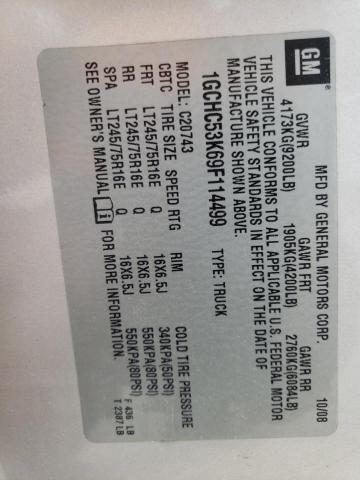 GM ®
MFD BY GENERAL MOTORS CORP. 10/08
GVWR GAWR FRT GAWR RR
4173KG(9200LB) 1905KG(4200LB) 2760KG(6084LB)
THIS VEHICLE CONFORMS TO ALL APPLICABLE U.S. FEDERAL MOTOR
VEHICLE SAFETY STANDARDS IN EFFECT ON THE DATE OF
MANUFACTURE SHOWN ABOVE.
1GCHC53K69F114499 TYPE: TRUCK
MODEL: C20743
CBTC TIRE SIZE SPEED RTG RIM COLD TIRE PRESSURE
FRT LT245/75R16E Q 16X6.5J 340KPA(50PSI)
RR LT245/75R16E Q 16X6.5J 550KPA(80PSI)
SPA LT245/75R16E Q 16X6.5J 550KPA(80PSI)
SEE OWNER'S MANUAL i FOR MORE INFORMATION.
F 436 LB
T 2387 LB